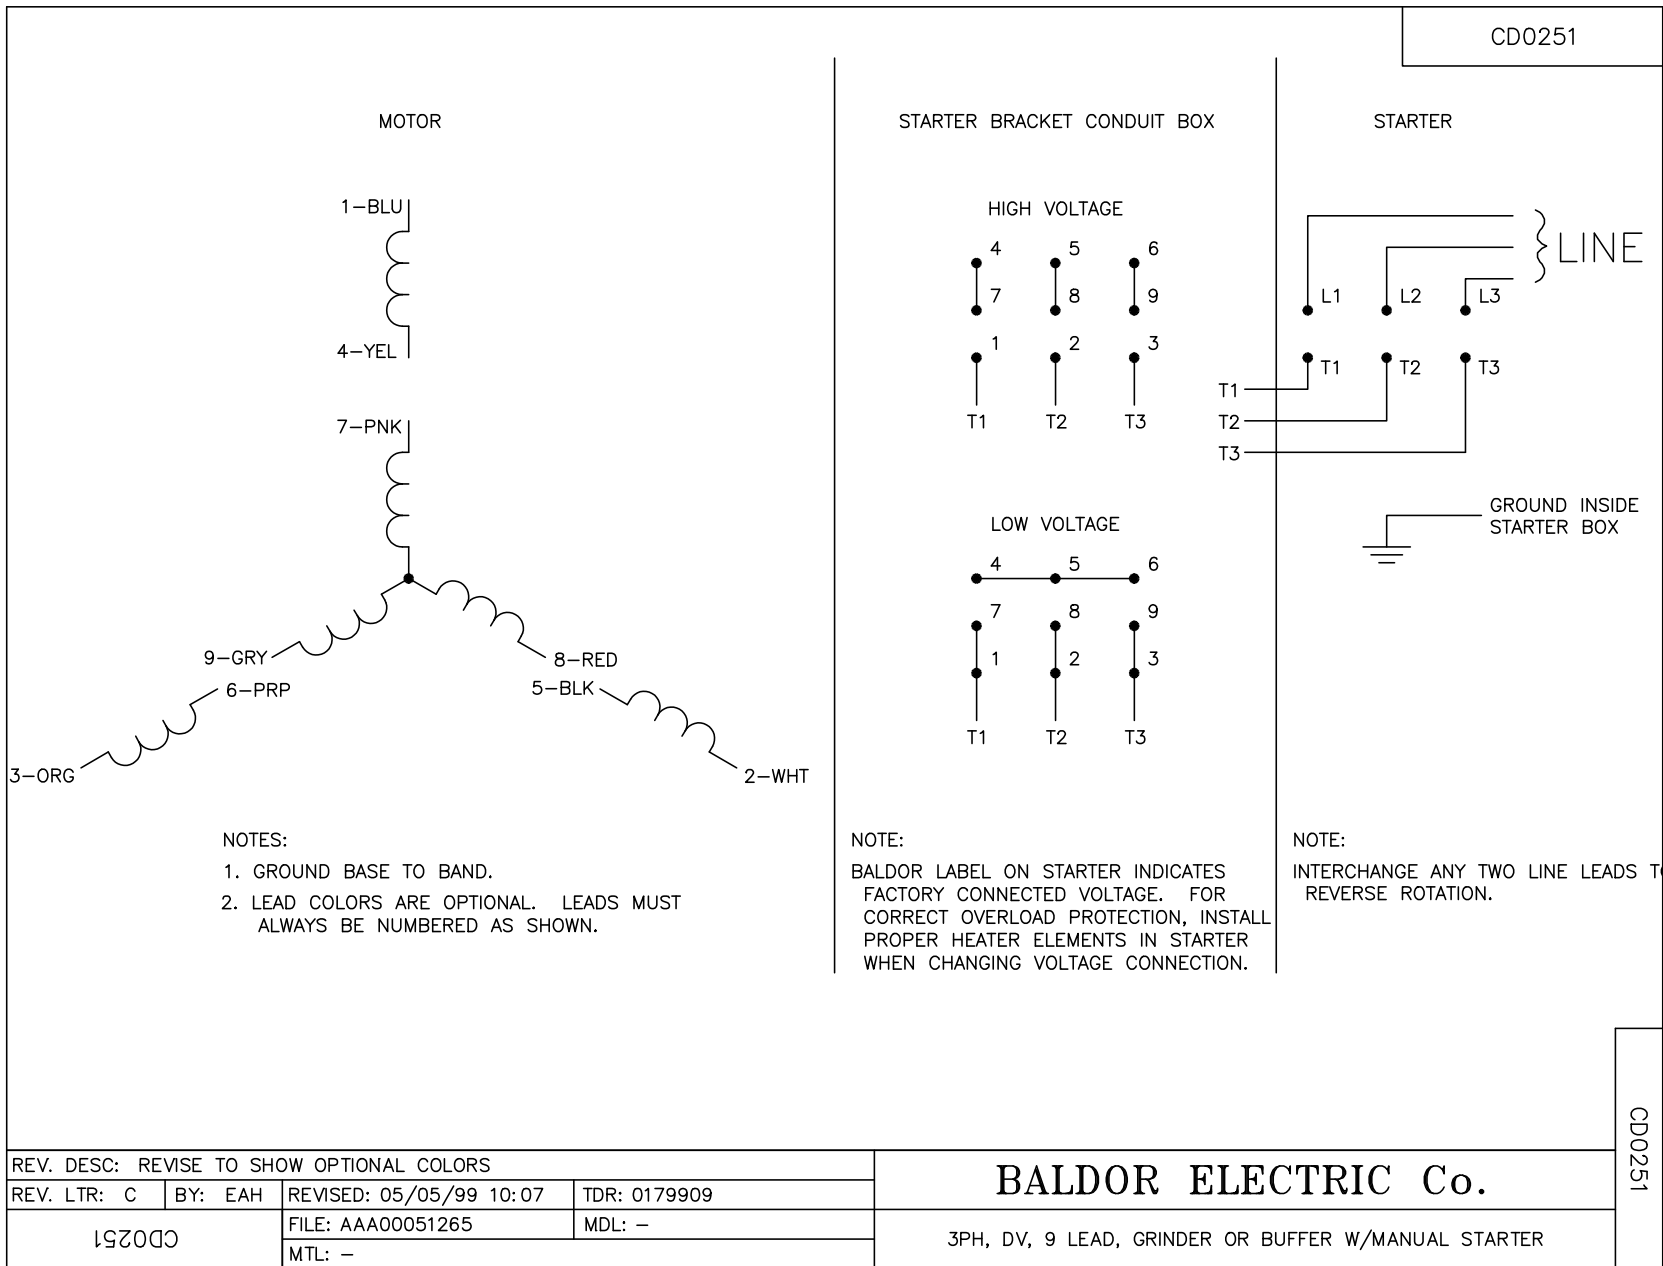 CD0251
MOTOR
1-BLU
4-YEL
7-PNK
9-GRY
6-PRP
3-ORG
8-RED
5-BLK
2-WHT
NOTES:
1. GROUND BASE TO BAND.
2. LEAD COLORS ARE OPTIONAL. LEADS MUST
ALWAYS BE NUMBERED AS SHOWN.
STARTER BRACKET CONDUIT BOX
HIGH VOLTAGE
4 5 6
7 8 9
1 2 3
T1 T2 T3
LOW VOLTAGE
4 5 6
7 8 9
1 2 3
T1 T2 T3
NOTE:
BALDOR LABEL ON STARTER INDICATES
FACTORY CONNECTED VOLTAGE. FOR
CORRECT OVERLOAD PROTECTION, INSTALL
PROPER HEATER ELEMENTS IN STARTER
WHEN CHANGING VOLTAGE CONNECTION.
STARTER
LINE
L1 L2 L3
T1 T2 T3
T1
T2
T3
GROUND INSIDE
STARTER BOX
NOTE:
INTERCHANGE ANY TWO LINE LEADS TO
REVERSE ROTATION.
CD0251
REV. DESC: REVISE TO SHOW OPTIONAL COLORS
REV. LTR: C BY: EAH REVISED: 05/05/99 10:07 TDR: 0179909
CD0251
FILE: AAA00051265 MDL: -
MTL: -
BALDOR ELECTRIC Co.
3PH, DV, 9 LEAD, GRINDER OR BUFFER W/MANUAL STARTER